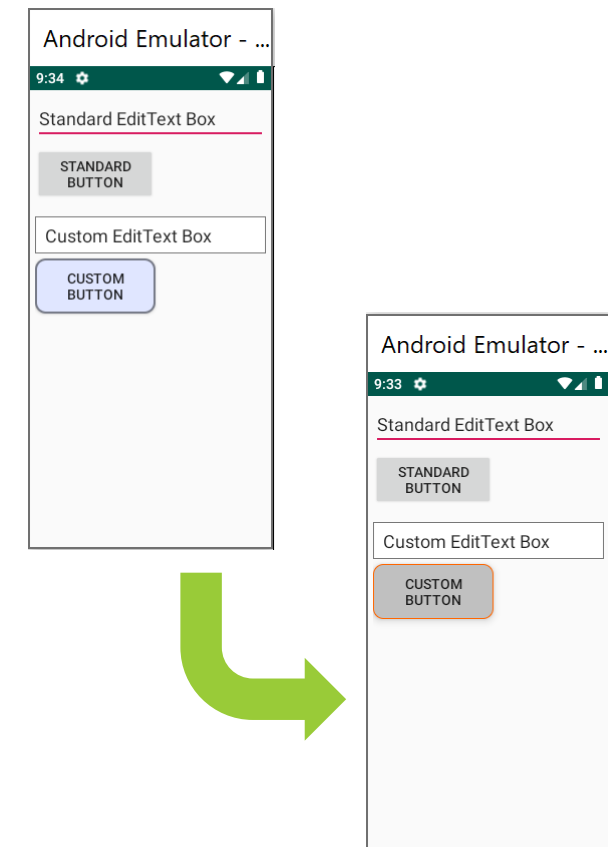 Android Emulator - ...
9:34
Standard EditText Box
STANDARD
BUTTON
Custom EditText Box
CUSTOM
BUTTON
Android Emulator - ...
9:33
Standard EditText Box
STANDARD
BUTTON
Custom EditText Box
CUSTOM
BUTTON